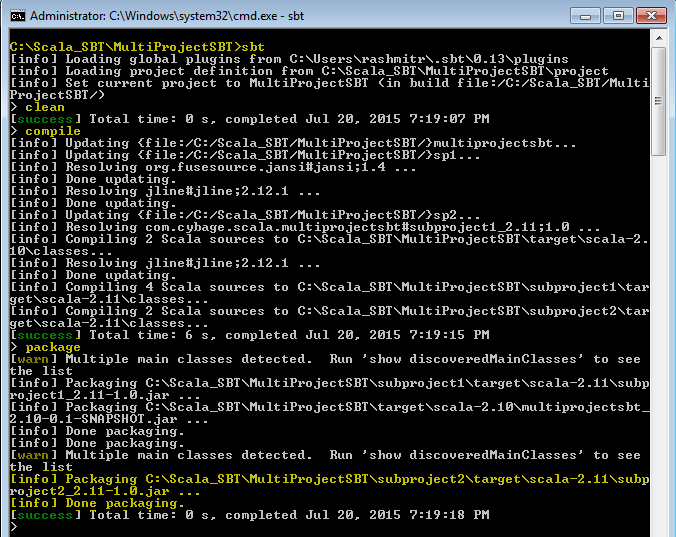 Administrator: C:\Windows\system32\cmd.exe - sbt
C:\Scala_SBT\MultiProjectSBT>sbt
[info] Loading global plugins from C:\Users\rashmitr\.sbt\0.13\plugins
[info] Loading project definition from C:\Scala_SBT\MultiProjectSBT\project
[info] Set current project to MultiProjectSBT (in build file:/C:/Scala_SBT/Multi
ProjectSBT/)
> clean
[success] Total time: 0 s, completed Jul 20, 2015 7:19:07 PM
> compile
[info] Updating {file:/C:/Scala_SBT/MultiProjectSBT/}multiprojectsbt...
[info] Updating {file:/C:/Scala_SBT/MultiProjectSBT/}sp1...
[info] Resolving org.fusesource.jansi#jansi;1.4 ...
[info] Done updating.
[info] Resolving jline#jline;2.12.1 ...
[info] Done updating.
[info] Updating {file:/C:/Scala_SBT/MultiProjectSBT/}sp2...
[info] Resolving com.cybage.scala.multiprojectsbt#subproject1_2.11;1.0 ...
[info] Compiling 2 Scala sources to C:\Scala_SBT\MultiProjectSBT\target\scala-2.
10\classes...
[info] Resolving jline#jline;2.12.1 ...
[info] Done updating.
[info] Compiling 4 Scala sources to C:\Scala_SBT\MultiProjectSBT\subproject1\tar
get\scala-2.11\classes...
[info] Compiling 2 Scala sources to C:\Scala_SBT\MultiProjectSBT\subproject2\tar
get\scala-2.11\classes...
[success] Total time: 6 s, completed Jul 20, 2015 7:19:15 PM
> package
[warn] Multiple main classes detected.  Run 'show discoveredMainClasses' to see
the list
[info] Packaging C:\Scala_SBT\MultiProjectSBT\subproject1\target\scala-2.11\subp
roject1_2.11-1.0.jar ...
[info] Packaging C:\Scala_SBT\MultiProjectSBT\target\scala-2.10\multiprojectsbt_
2.10-0.1-SNAPSHOT.jar ...
[info] Done packaging.
[info] Done packaging.
[warn] Multiple main classes detected.  Run 'show discoveredMainClasses' to see
the list
[info] Packaging C:\Scala_SBT\MultiProjectSBT\subproject2\target\scala-2.11\subp
roject2_2.11-1.0.jar ...
[info] Done packaging.
[success] Total time: 0 s, completed Jul 20, 2015 7:19:18 PM
>